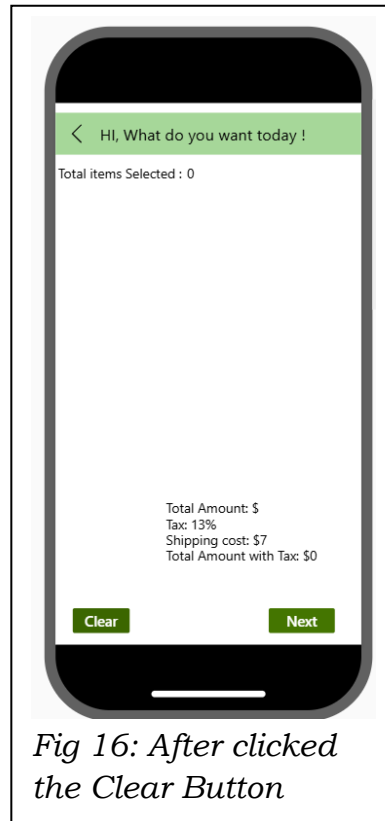 HI, What do you want today !
Total items Selected : 0
Total Amount: $
Tax: 13%
Shipping cost: $7
Total Amount with Tax: $0
Clear
Next
Fig 16: After clicked
the Clear Button